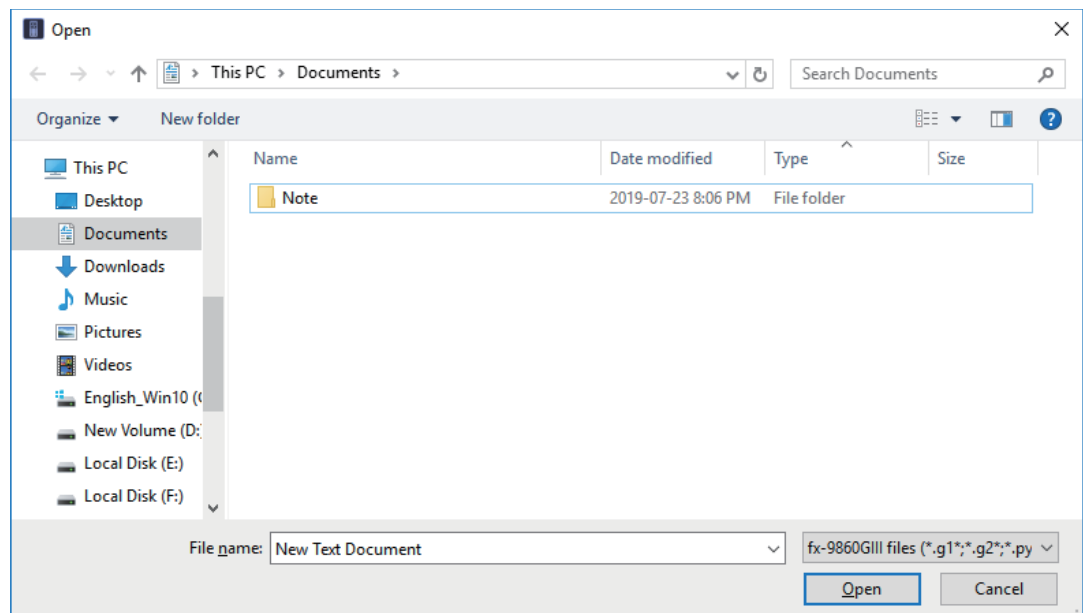 Open
This PC > Documents >
Search Documents
Organize
New folder
Name Date modified Type Size
Note 2019-07-23 8:06 PM File folder
This PC
Desktop
Documents
Downloads
Music
Pictures
Videos
English_Win10 (
New Volume (D:
Local Disk (E:)
Local Disk (F:)
File name: New Text Document
fx-9860GIII files (*.g1*;*.g2*;*.py
Open Cancel